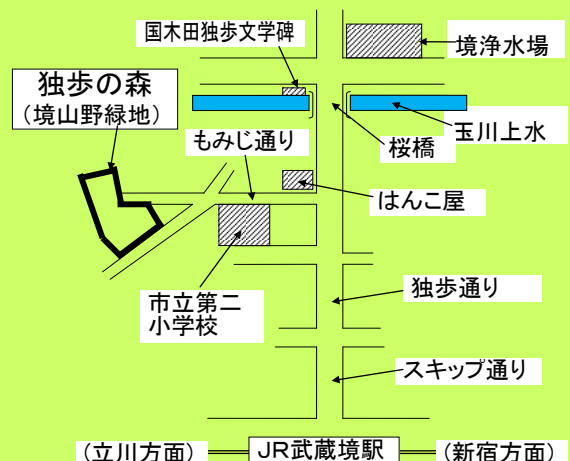 国木田独歩文学碑
境浄水場
独歩の森
(境山野緑地)
もみじ通り
玉川上水
桜橋
はんこ屋
市立第二
小学校
独歩通り
スキップ通り
(立川方面)
JR武蔵境駅
(新宿方面)